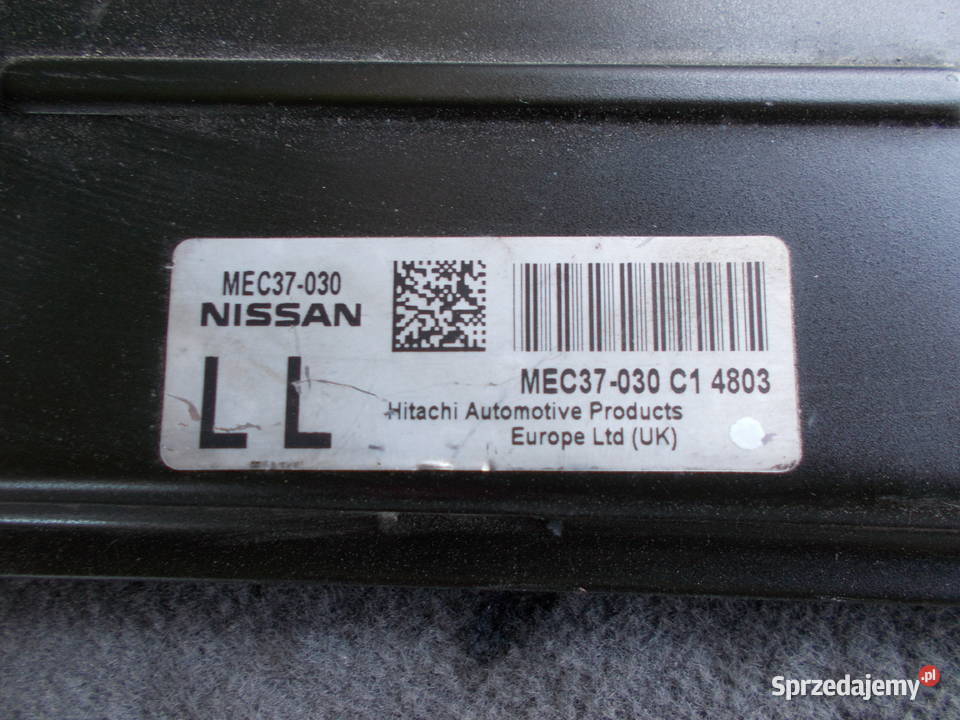 MEC37-030
NISSAN
LL
MEC37-030 C1 4803
Hitachi Automotive Products
Europe Ltd (UK)
Sprzedajemy.pl